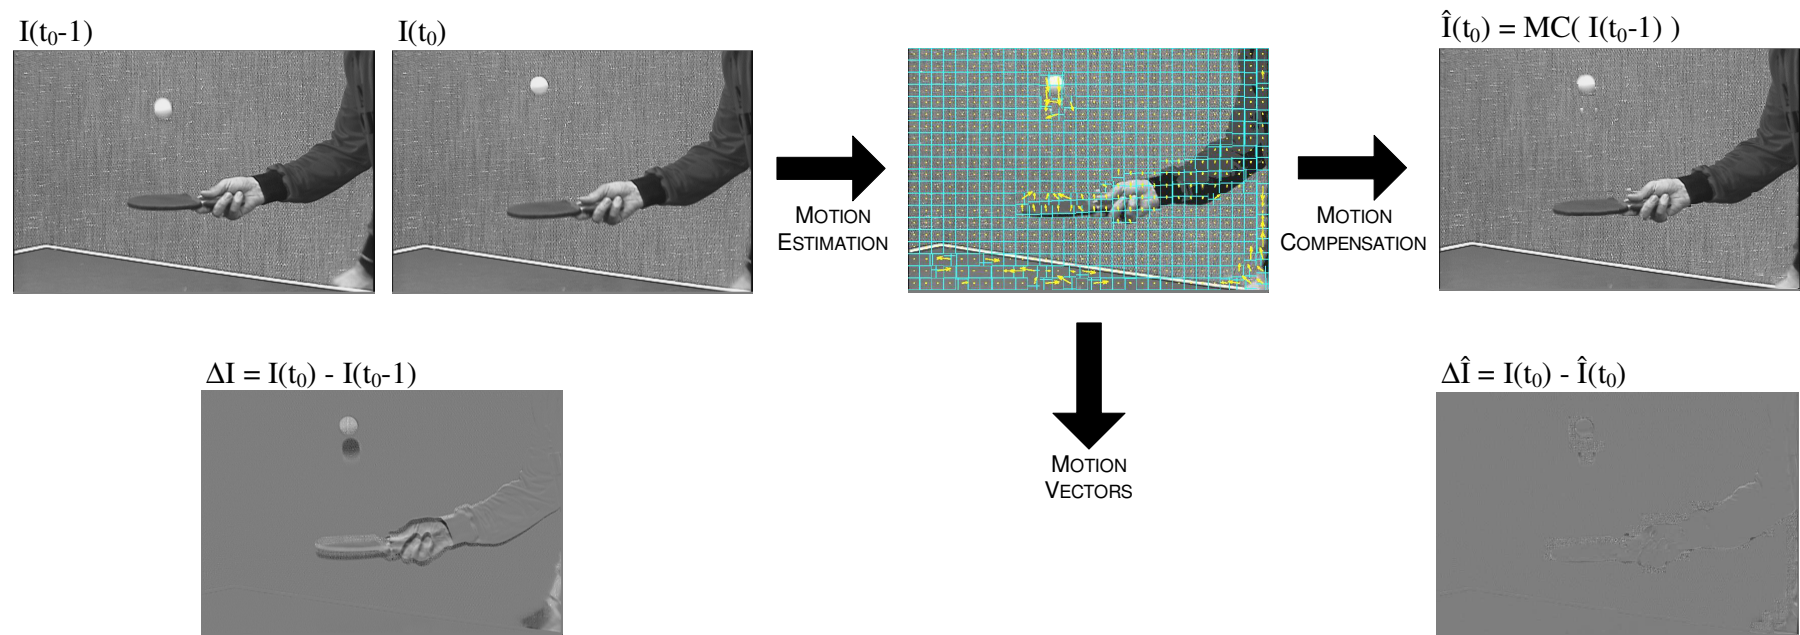 I(t₀-1)
I(t₀)
Î(t₀) = MC( I(t₀-1) )
MOTION
ESTIMATION
MOTION
COMPENSATION
ΔI = I(t₀) - I(t₀-1)
MOTION
VECTORS
ΔÎ = I(t₀) - Î(t₀)